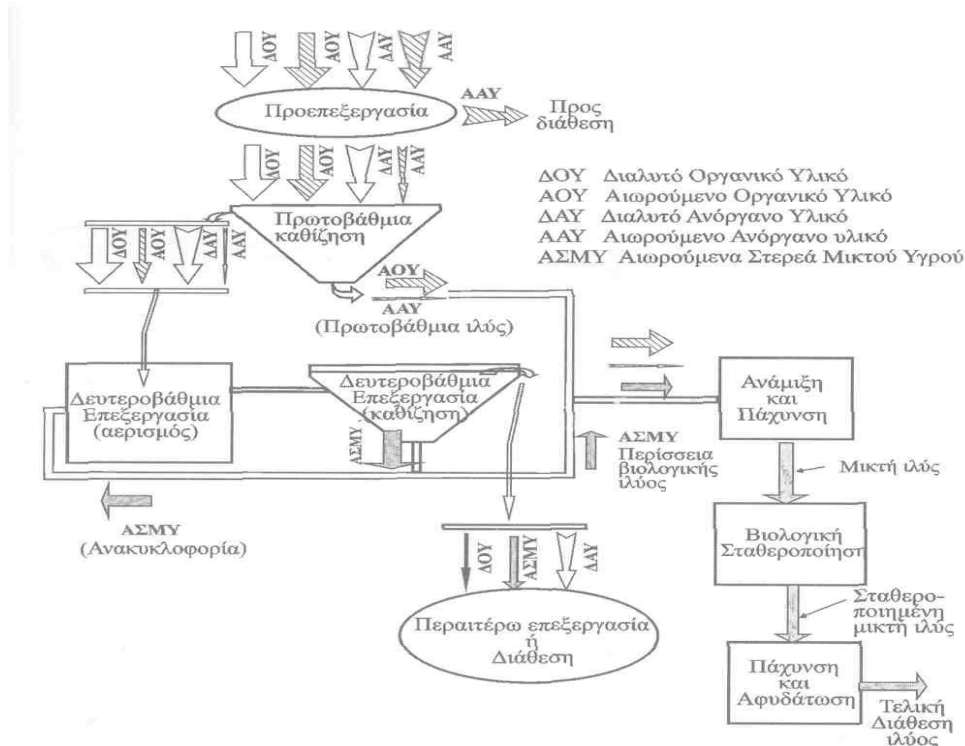 ΔΟΥ
ΑΟΥ
ΔΑΥ
ΑΑΥ
Προεπεξεργασία
ΑΑΥ
Προς
διάθεση
ΔΟΥ
ΑΟΥ
ΔΑΥ
ΑΑΥ
ΔΟΥ Διαλυτό Οργανικό Υλικό
ΑΟΥ Αιωρούμενο Οργανικό Υλικό
ΔΑΥ Διαλυτό Ανόργανο Υλικό
ΑΑΥ Αιωρούμενο Ανόργανο υλικό
ΑΣΜΥ Αιωρούμενα Στερεά Μικτού Υγρού
Πρωτοβάθμια
καθίζηση
ΔΟΥ
ΑΟΥ
ΔΑΥ
ΑΑΥ
ΑΟΥ
ΑΑΥ
(Πρωτοβάθμια ιλύς)
Δευτεροβάθμια
Επεξεργασία
(αερισμός)
Δευτεροβάθμια
Επεξεργασία
(καθίζηση)
ΑΣΜΥ
Ανάμιξη
και
Πάχυνση
ΑΣΜΥ
Περίσσεια
βιολογικής
ιλύος
Μικτή ιλύς
ΑΣΜΥ
(Ανακυκλοφορία)
Βιολογική
Σταθεροποίηση
ΔΟΥ
ΑΣΜΥ
ΔΑΥ
Σταθερο-
ποιημένη
μικτή ιλύς
Περαιτέρω επεξεργασία
ή
Διάθεση
Πάχυνση
και
Αφυδάτωση
Τελική
Διάθεση
ιλύος